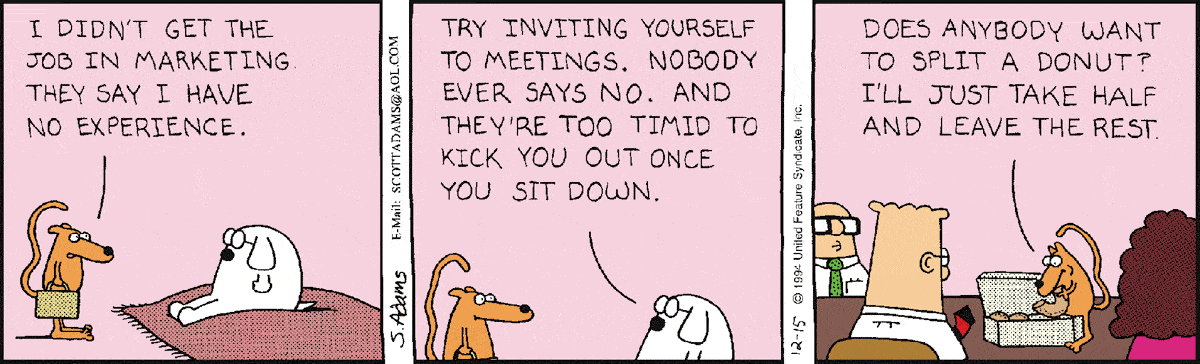 I DIDN'T GET THE
JOB IN MARKETING.
THEY SAY I HAVE
NO EXPERIENCE.
S. Adams
E-Mail: SCOTTADAMS@AOL.COM
TRY INVITING YOURSELF
TO MEETINGS. NOBODY
EVER SAYS NO. AND
THEY'RE TOO TIMID TO
KICK YOU OUT ONCE
YOU SIT DOWN.
12-15 © 1994 United Feature Syndicate, Inc.
DOES ANYBODY WANT
TO SPLIT A DONUT?
I'LL JUST TAKE HALF
AND LEAVE THE REST.